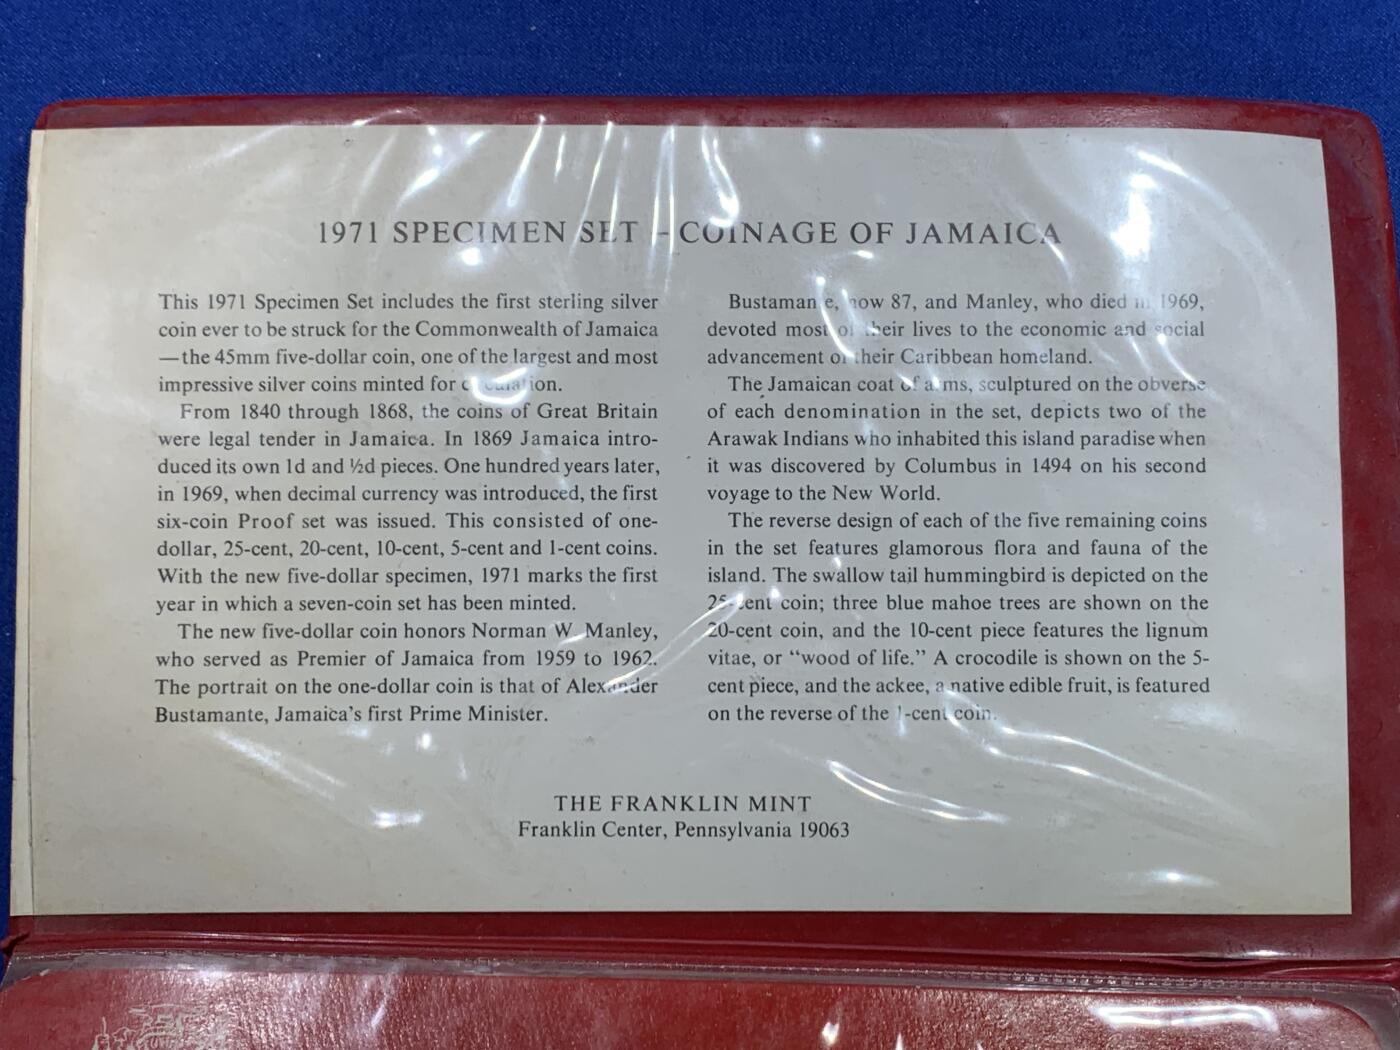 1971 SPECIMEN SET – COINAGE OF JAMAICA
This 1971 Specimen Set includes the first sterling silver
coin ever to be struck for the Commonwealth of Jamaica
—the 45mm five-dollar coin, one of the largest and most
impressive silver coins minted for circulation.
From 1840 through 1868, the coins of Great Britain
were legal tender in Jamaica. In 1869 Jamaica intro-
duced its own 1d and ½d pieces. One hundred years later,
in 1969, when decimal currency was introduced, the first
six-coin Proof set was issued. This consisted of one-
dollar, 25-cent, 20-cent, 10-cent, 5-cent and 1-cent coins.
With the new five-dollar specimen, 1971 marks the first
year in which a seven-coin set has been minted.
The new five-dollar coin honors Norman W. Manley,
who served as Premier of Jamaica from 1959 to 1962.
The portrait on the one-dollar coin is that of Alexander
Bustamante, Jamaica's first Prime Minister.
Bustamante, now 87, and Manley, who died in 1969,
devoted most of their lives to the economic and social
advancement of their Caribbean homeland.
The Jamaican coat of arms, sculptured on the obverse
of each denomination in the set, depicts two of the
Arawak Indians who inhabited this island paradise when
it was discovered by Columbus in 1494 on his second
voyage to the New World.
The reverse design of each of the five remaining coins
in the set features glamorous flora and fauna of the
island. The swallow tail hummingbird is depicted on the
25-cent coin; three blue mahoe trees are shown on the
20-cent coin, and the 10-cent piece features the lignum
vitae, or “wood of life.” A crocodile is shown on the 5-
cent piece, and the ackee, a native edible fruit, is featured
on the reverse of the 1-cent coin.
THE FRANKLIN MINT
Franklin Center, Pennsylvania 19063